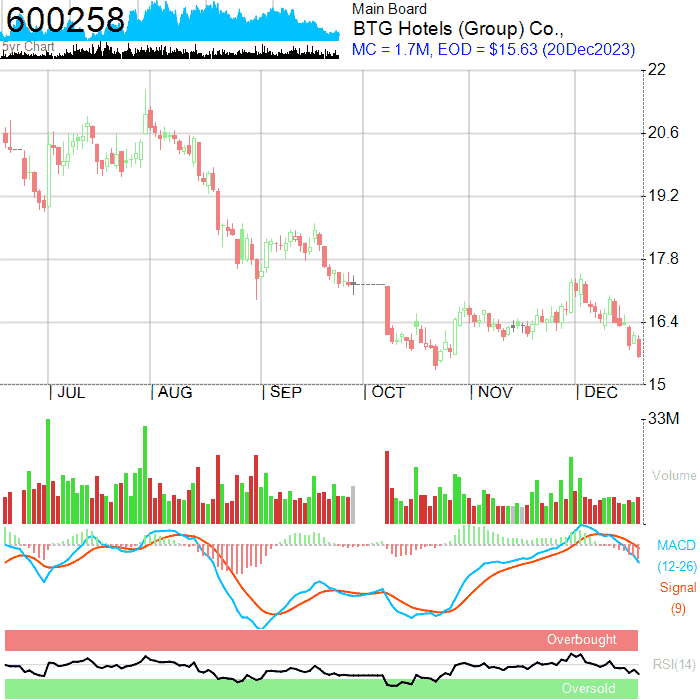 600258
5yr Chart
Main Board
BTG Hotels (Group) Co.,
MC = 1.7M, EOD = $15.63 (20Dec2023)
22
20.6
19.2
17.8
16.4
15
JUL AUG SEP OCT NOV DEC
33M
Volume
MACD
(12-26)
Signal
(9)
Overbought
RSI(14)
Oversold